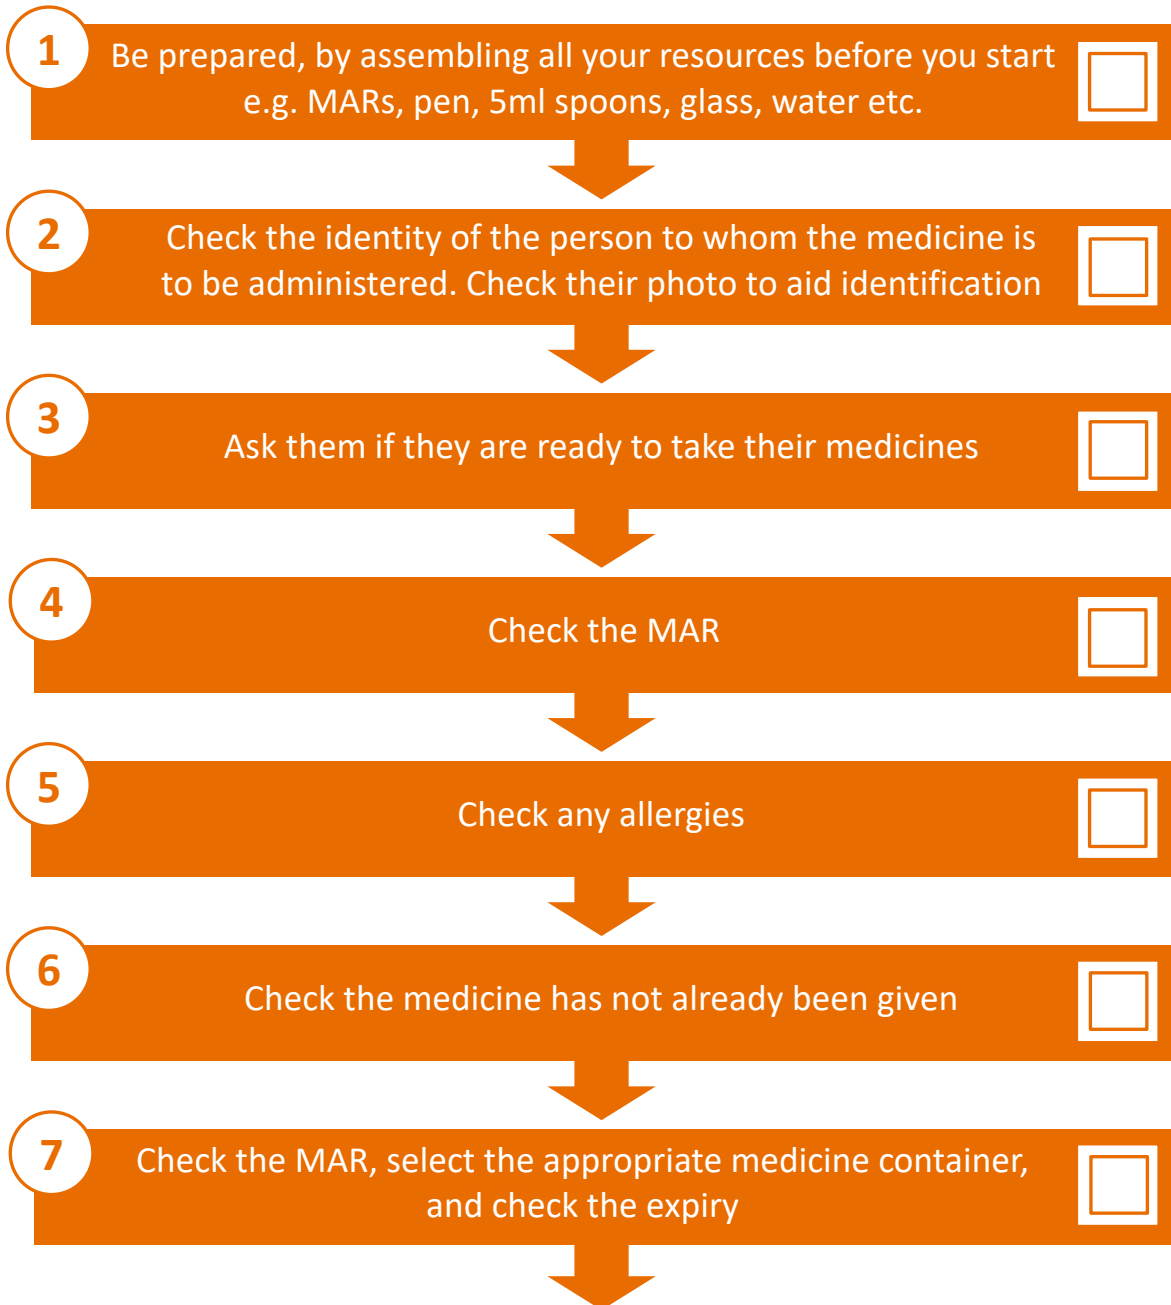 1
Be prepared, by assembling all your resources before you start
e.g. MARs, pen, 5ml spoons, glass, water etc.
2
Check the identity of the person to whom the medicine is
to be administered. Check their photo to aid identification
3
Ask them if they are ready to take their medicines
4
Check the MAR
5
Check any allergies
6
Check the medicine has not already been given
7
Check the MAR, select the appropriate medicine container,
and check the expiry